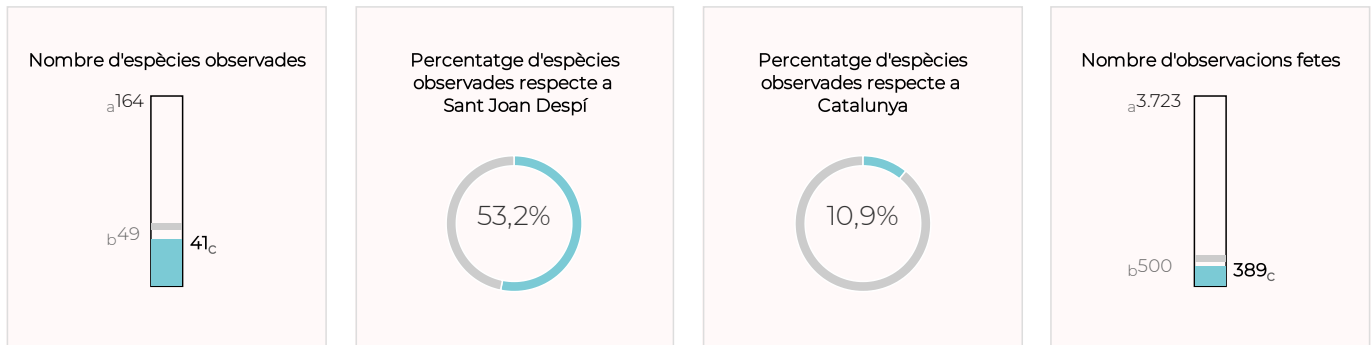 Nombre d'espècies observades
a164
b49
41c
Percentatge d'espècies
observades respecte a
Sant Joan Despí
53,2%
Percentatge d'espècies
observades respecte a
Catalunya
10,9%
Nombre d'observacions fetes
a3.723
b500
389c